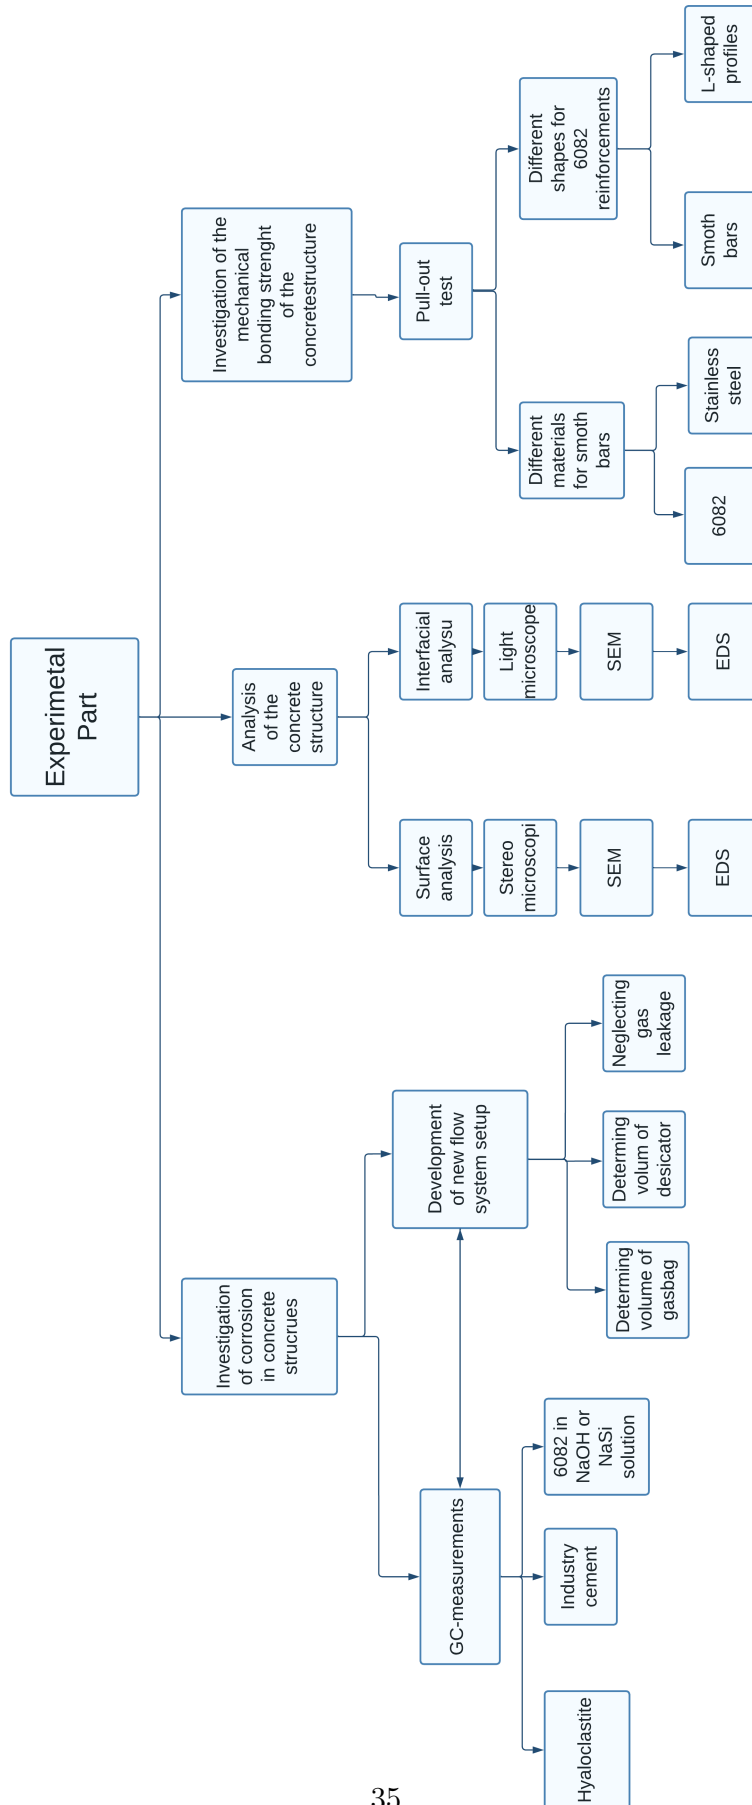 Experimetal
Part
Investigation
of corrosion
in concrete
strucrues
Analysis
of the
concrete
structure
Investigation of the
mechanical
bonding strenght
of the
concretestructure
GC-measurements
Development
of new flow
system setup
Surface
analysis
Interfacial
analysu
Pull-out
test
Stereo
microscopi
Light
microscope
Different
materials
for smoth
bars
Different
shapes for
6082
reinforcements
Hyaloclastite
Industry
cement
6082 in
NaOH or
NaSi
solution
Determing
volume of
gasbag
Determing
volum of
desicator
Neglecting
gas
leakage
SEM
SEM
EDS
EDS
6082
Stainless
steel
Smoth
bars
L-shaped
profiles
35